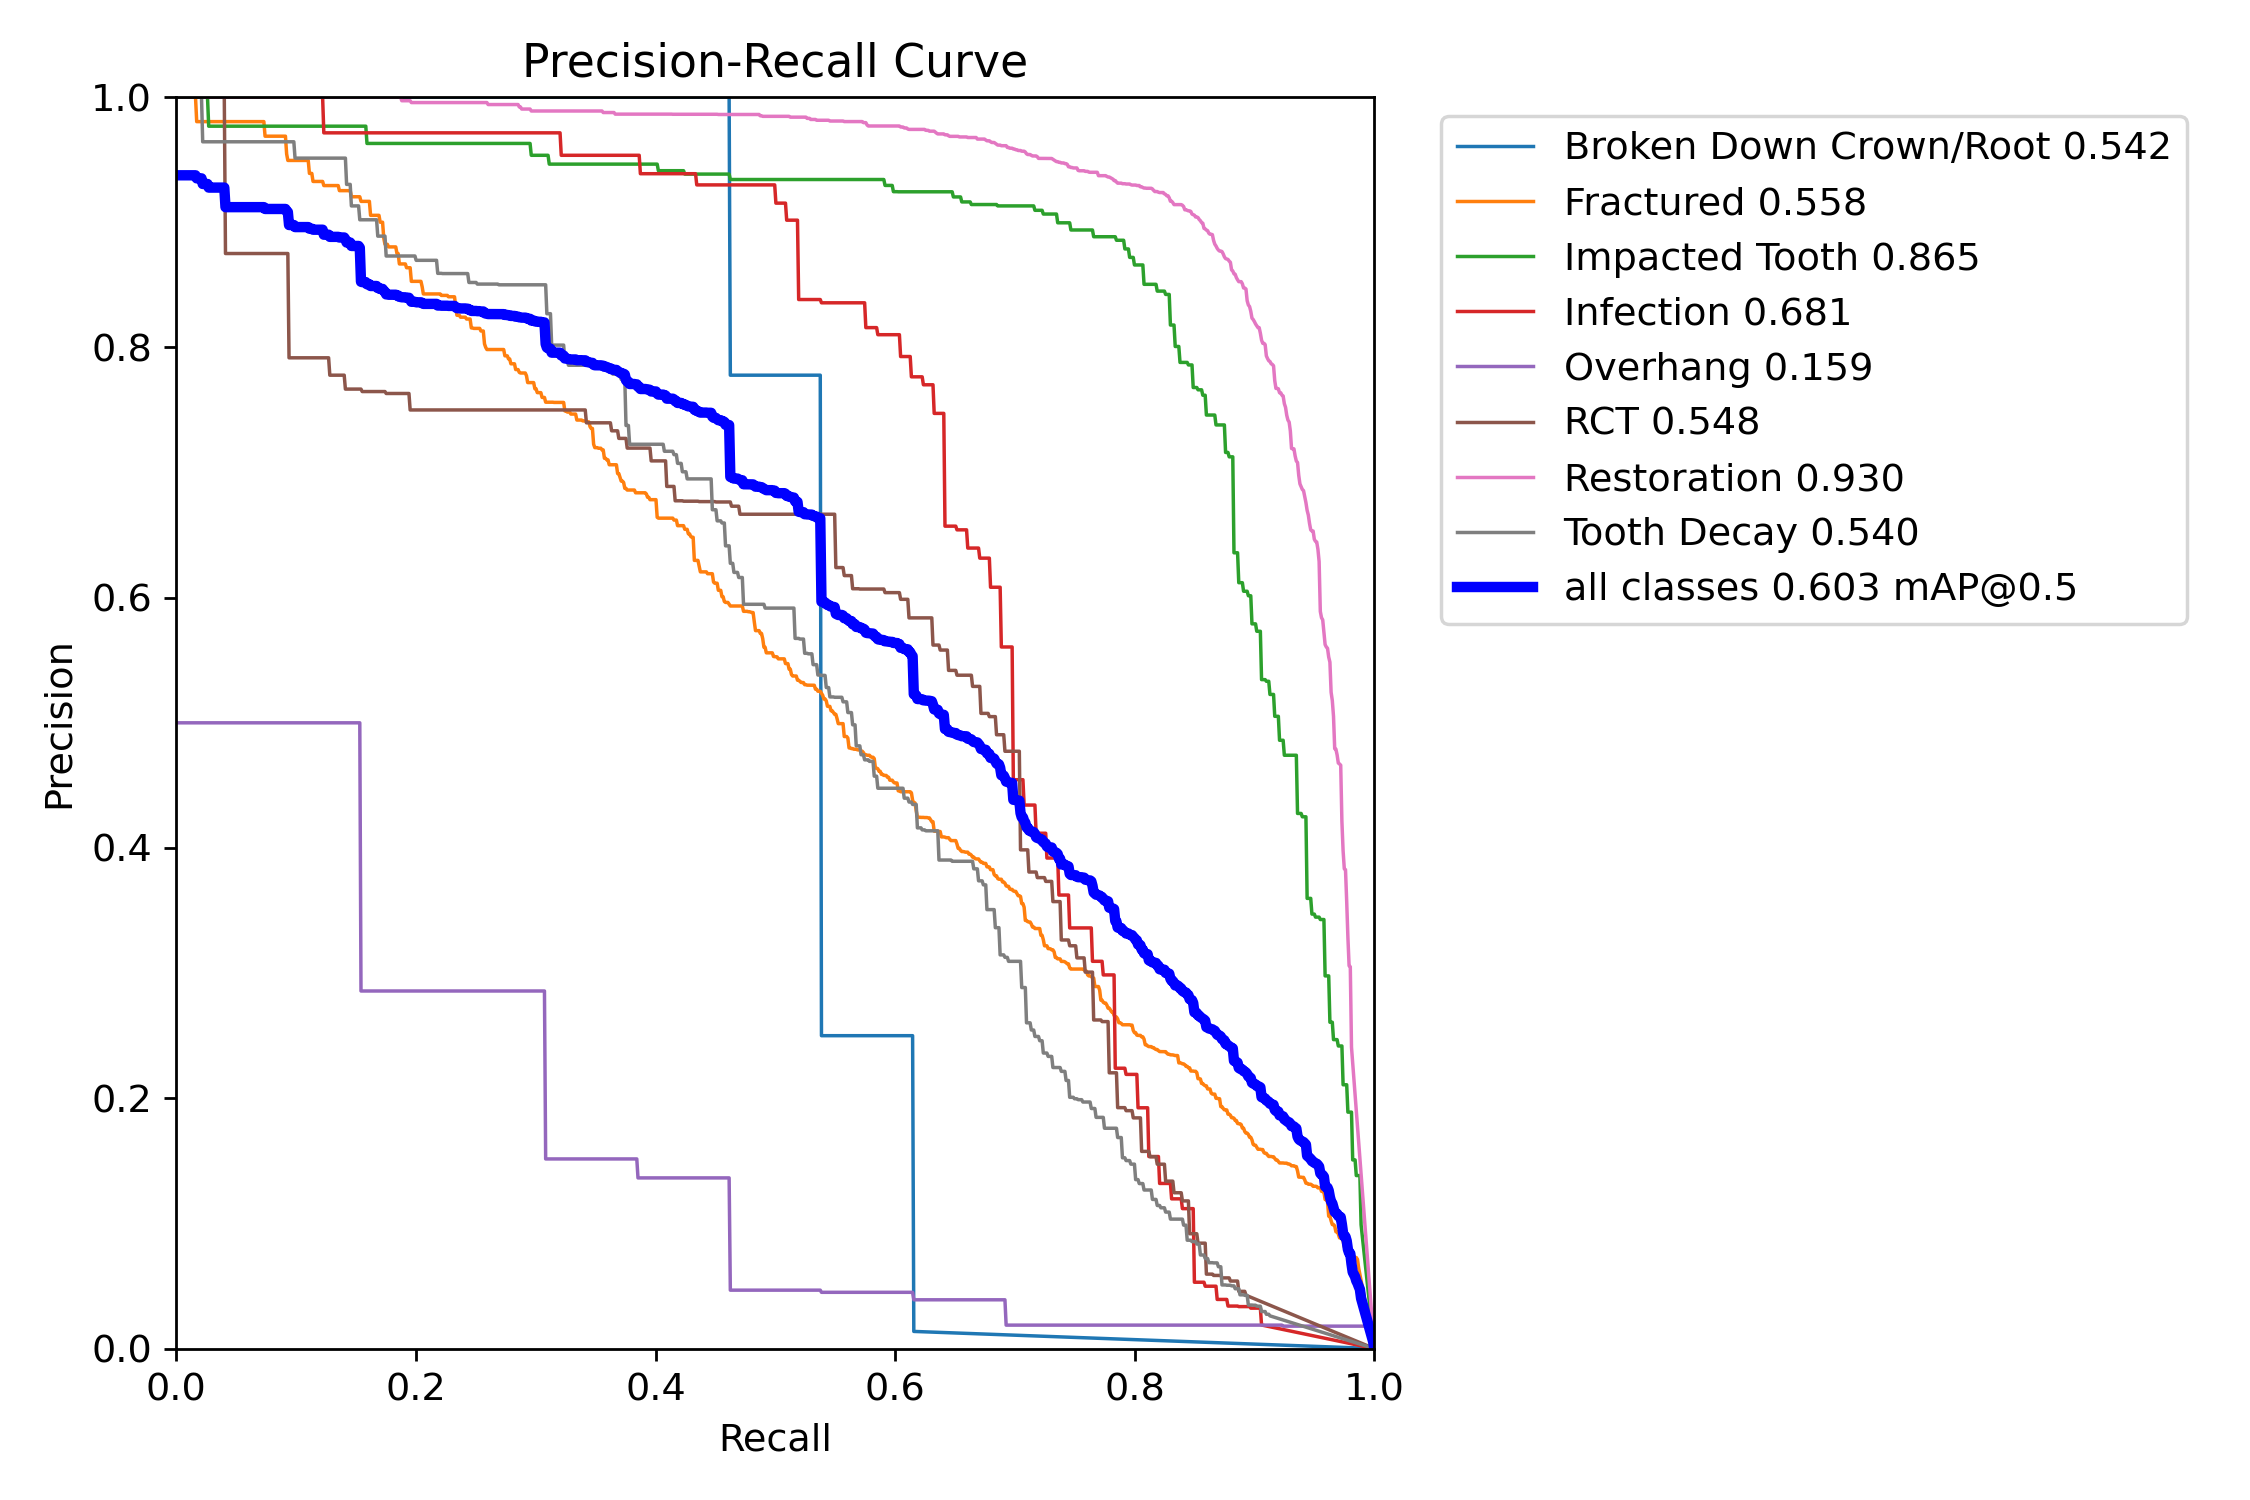 Precision-Recall Curve
1.0
0.8
0.6
0.4
0.2
0.0
Precision
0.0 0.2 0.4 0.6 0.8 1.0
Recall
Broken Down Crown/Root 0.542
Fractured 0.558
Impacted Tooth 0.865
Infection 0.681
Overhang 0.159
RCT 0.548
Restoration 0.930
Tooth Decay 0.540
all classes 0.603 mAP@0.5